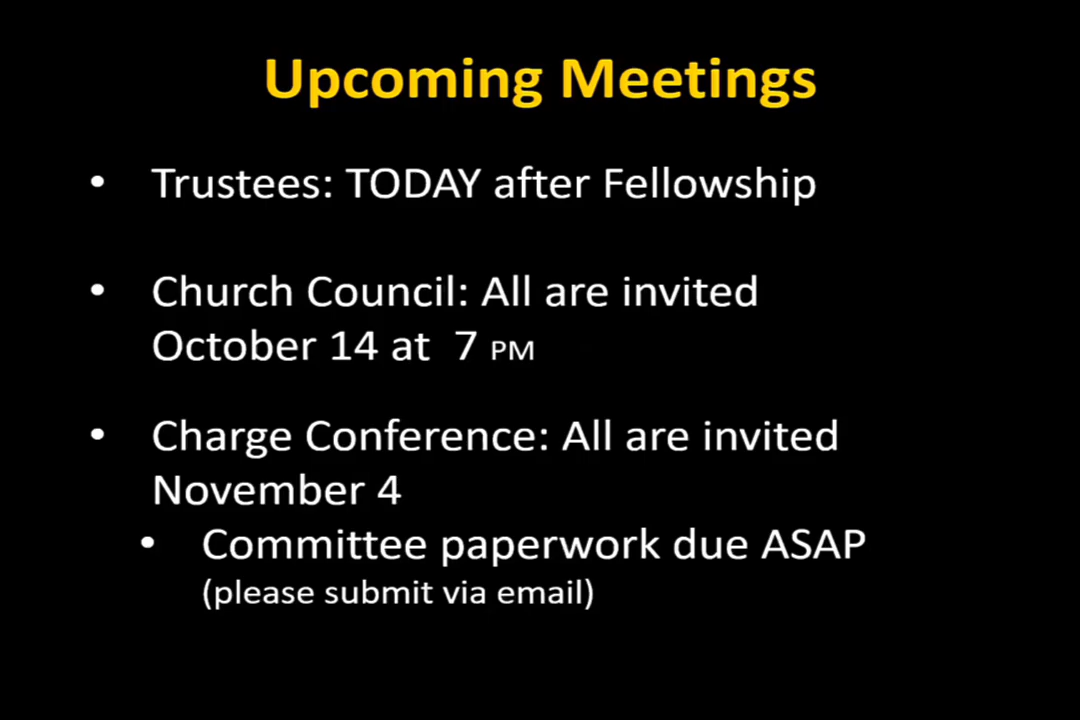 Upcoming Meetings
• Trustees: TODAY after Fellowship
• Church Council: All are invited
October 14 at 7 PM
• Charge Conference: All are invited
November 4
• Committee paperwork due ASAP
(please submit via email)